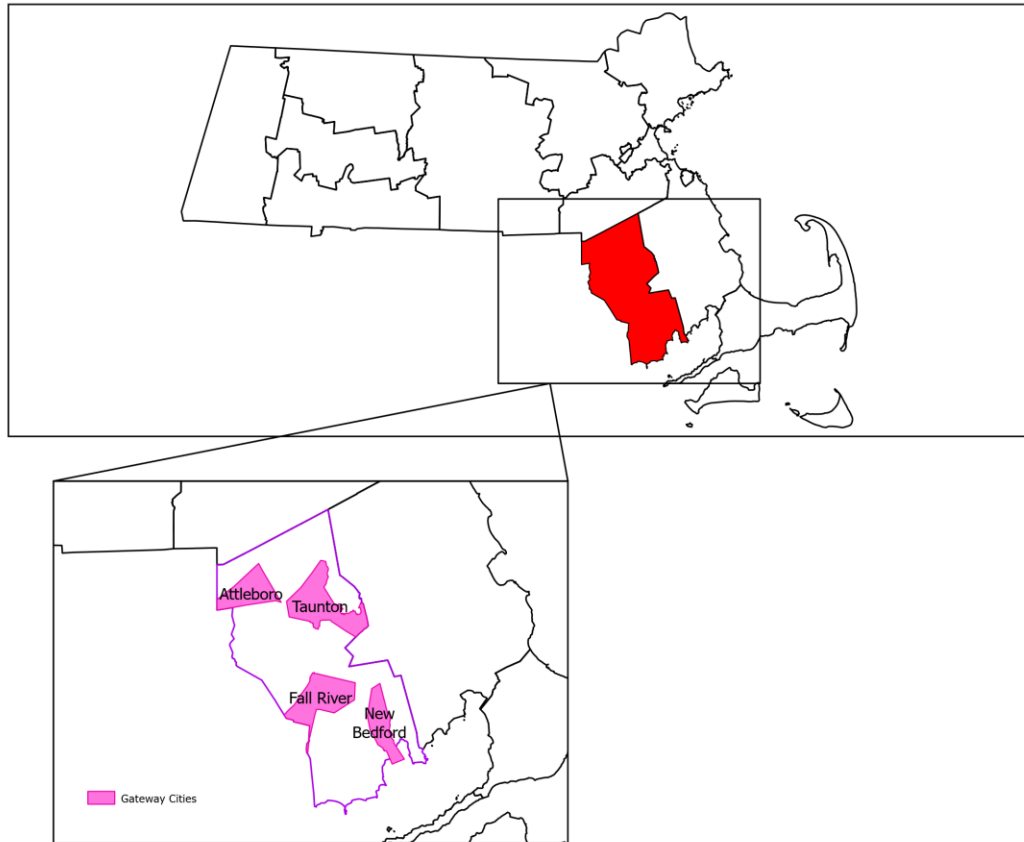 Attleboro
Taunton
Fall River
New
Bedford
Gateway Cities